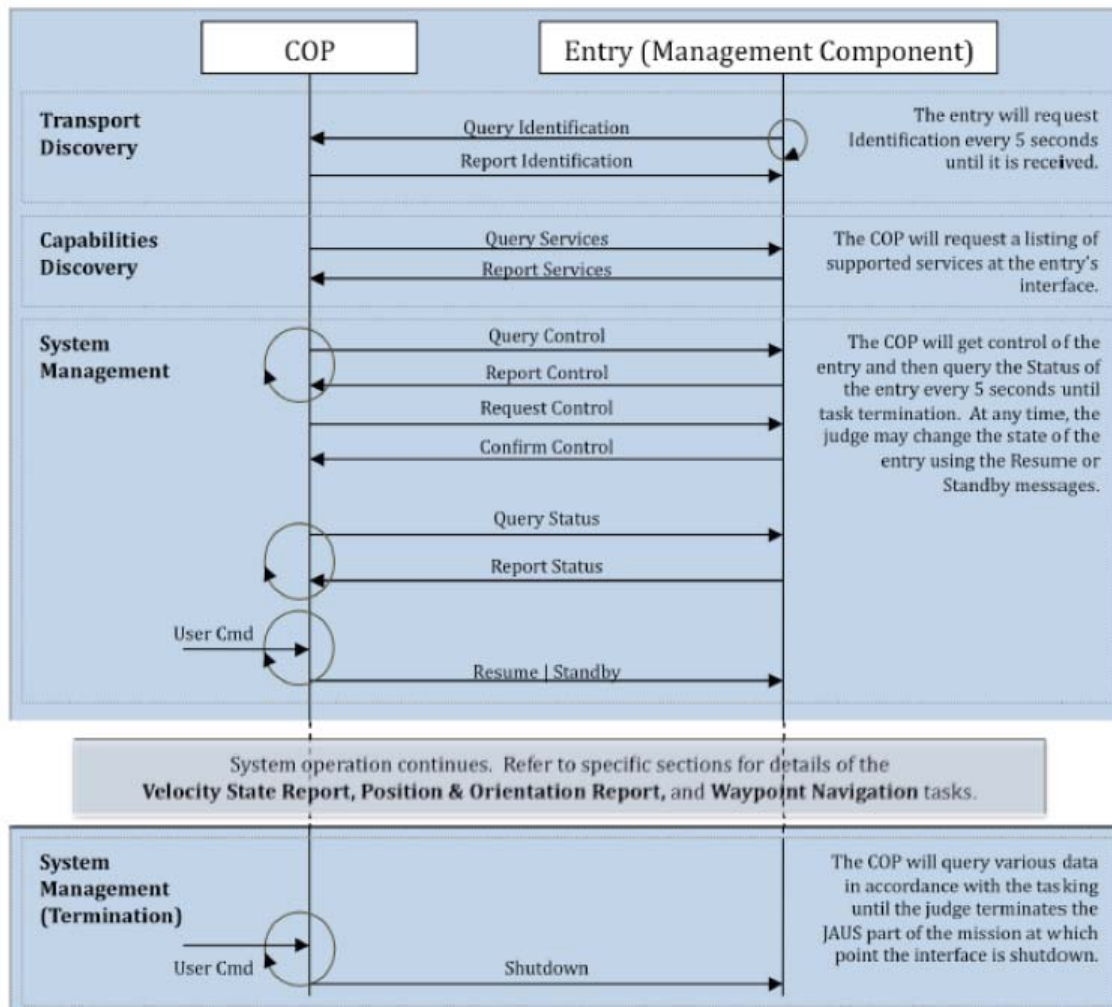 COP
Entry (Management Component)
Transport
Discovery
Query Identification
Report Identification
The entry will request
Identification every 5 seconds
until it is received.
Capabilities
Discovery
Query Services
Report Services
The COP will request a listing of
supported services at the entry's
interface.
System
Management
Query Control
Report Control
Request Control
Confirm Control
Query Status
Report Status
User Cmd
Resume | Standby
The COP will get control of the
entry and then query the Status of
the entry every 5 seconds until
task termination. At any time, the
judge may change the state of the
entry using the Resume or
Standby messages.
System operation continues. Refer to specific sections for details of the
Velocity State Report, Position & Orientation Report, and Waypoint Navigation tasks.
System
Management
(Termination)
User Cmd
Shutdown
The COP will query various data
in accordance with the tasking
until the judge terminates the
JAUS part of the mission at which
point the interface is shutdown.